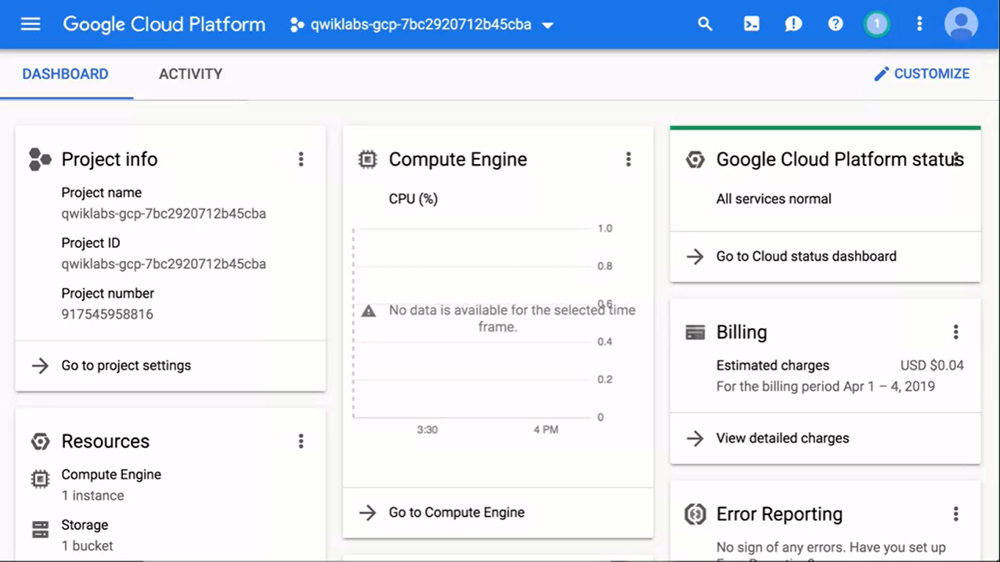 Google Cloud Platform
qwiklabs-gcp-7bc2920712b45cba
1
DASHBOARD
ACTIVITY
CUSTOMIZE
Project info
Project name
qwiklabs-gcp-7bc2920712b45cba
Project ID
qwiklabs-gcp-7bc2920712b45cba
Project number
917545958816
Go to project settings
Resources
Compute Engine
1 instance
Storage
1 bucket
Compute Engine
CPU (%)
1.0
0.8
0.6
No data is available for the selected time
frame.
0.4
0.2
0
3:30
4 PM
Go to Compute Engine
Google Cloud Platform status
All services normal
Go to Cloud status dashboard
Billing
Estimated charges USD $0.04
For the billing period Apr 1 – 4, 2019
View detailed charges
Error Reporting
No sign of any errors. Have you set up